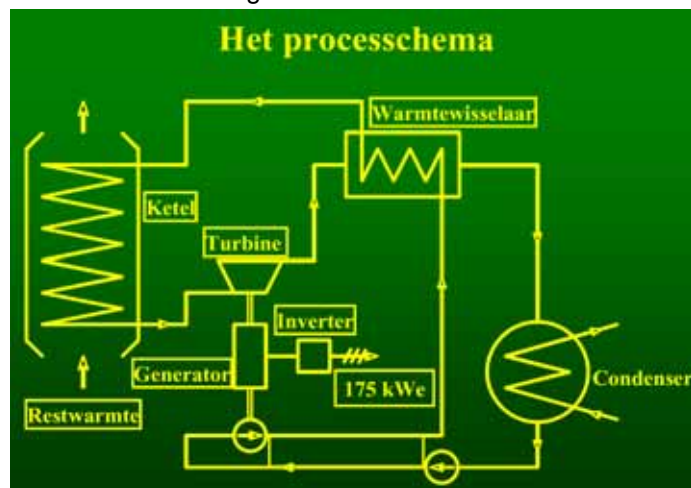 Het processchema
Warmtewisselaar
Ketel
Turbine
Inverter
Generator
175 kWe
Condenser
Restwarmte